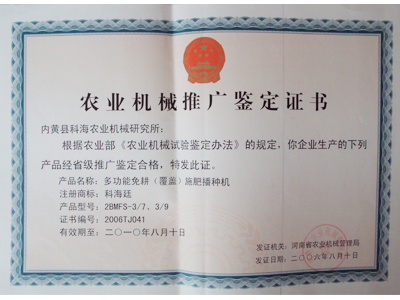 农业机械推广鉴定证书
内黄县科海农业机械研究所：
根据农业部《农业机械试验鉴定办法》的规定，你企业生产的下列
产品经省级推广鉴定合格，特发此证。
产品名称：多功能免耕（覆盖）施肥播种机
注册商标：科海廷
产品型号：2BMFS-3/7、3/9
证书编号：2006TJ041
有效期至：二〇一〇年八月十日
发证机关：河南省农业机械管理局
发证日期：二〇〇六年八月十日